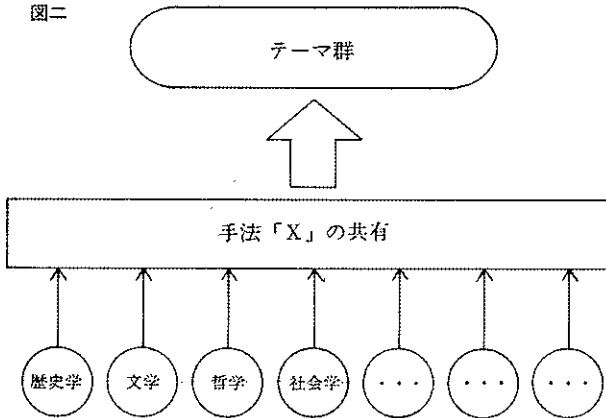 図二
テーマ群
手法「X」の共有
歴史学
文学
哲学
社会学
・・・
・・・
・・・